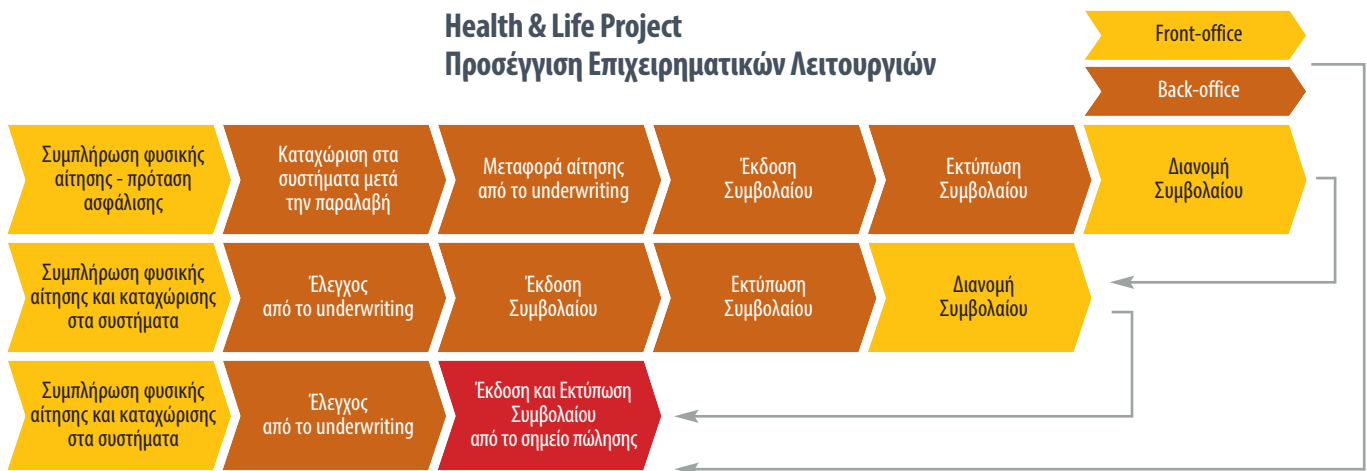 Health & Life Project
Προσέγγιση Επιχειρηματικών Λειτουργιών
Front-office
Back-office
Συμπλήρωση φυσικής
αίτησης - πρόταση
ασφάλισης
Καταχώριση στα
συστήματα μετά
την παραλαβή
Μεταφορά αίτησης
από το underwriting
Έκδοση
Συμβολαίου
Εκτύπωση
Συμβολαίου
Διανομή
Συμβολαίου
Συμπλήρωση φυσικής
αίτησης και καταχώρισης
στα συστήματα
Έλεγχος
από το underwriting
Έκδοση
Συμβολαίου
Εκτύπωση
Συμβολαίου
Διανομή
Συμβολαίου
Συμπλήρωση φυσικής
αίτησης και καταχώρισης
στα συστήματα
Έλεγχος
από το underwriting
Έκδοση και Εκτύπωση
Συμβολαίου
από το σημείο πώλησης